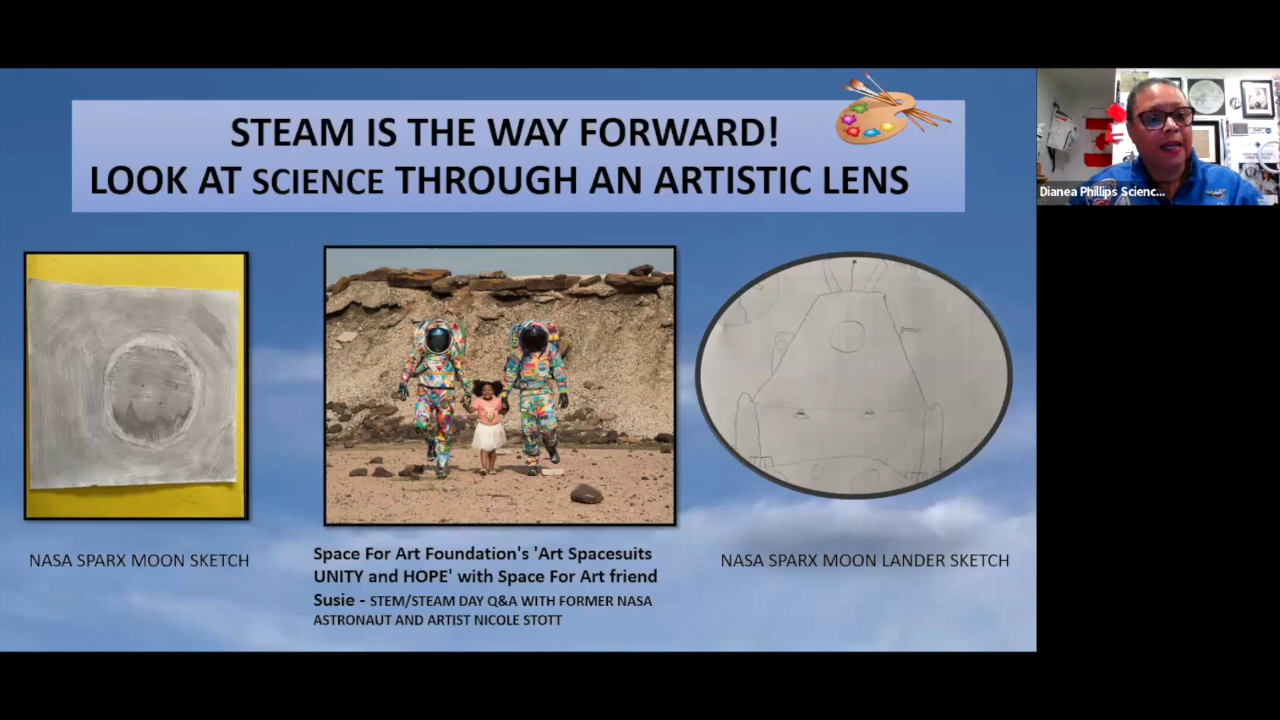 STEAM IS THE WAY FORWARD!
LOOK AT SCIENCE THROUGH AN ARTISTIC LENS
Dianea Phillips Scienc...
NASA SPARX MOON SKETCH
Space For Art Foundation's 'Art Spacesuits
UNITY and HOPE' with Space For Art friend
Susie - STEM/STEAM DAY Q&A WITH FORMER NASA
ASTRONAUT AND ARTIST NICOLE STOTT
NASA SPARX MOON LANDER SKETCH